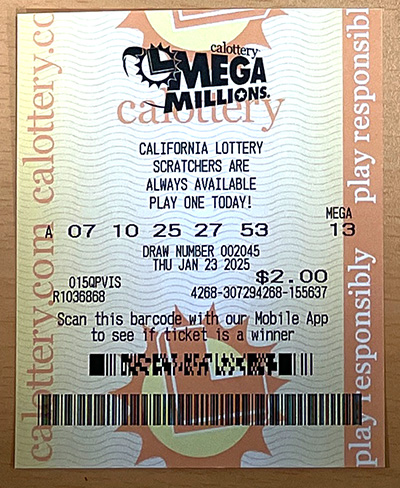 calottery
MEGA
MILLIONS®
calottery
CALIFORNIA LOTTERY
SCRATCHERS ARE
ALWAYS AVAILABLE
PLAY ONE TODAY!
MEGA
A 07 10 25 27 53 13
DRAW NUMBER 002045
THU JAN 23 2025
$2.00
015QPVIS
R1036868 4268-307294268-155637
Scan this barcode with our Mobile App
to see if ticket is a winner
calottery.com calottery.cc
play responsibly play responsibl